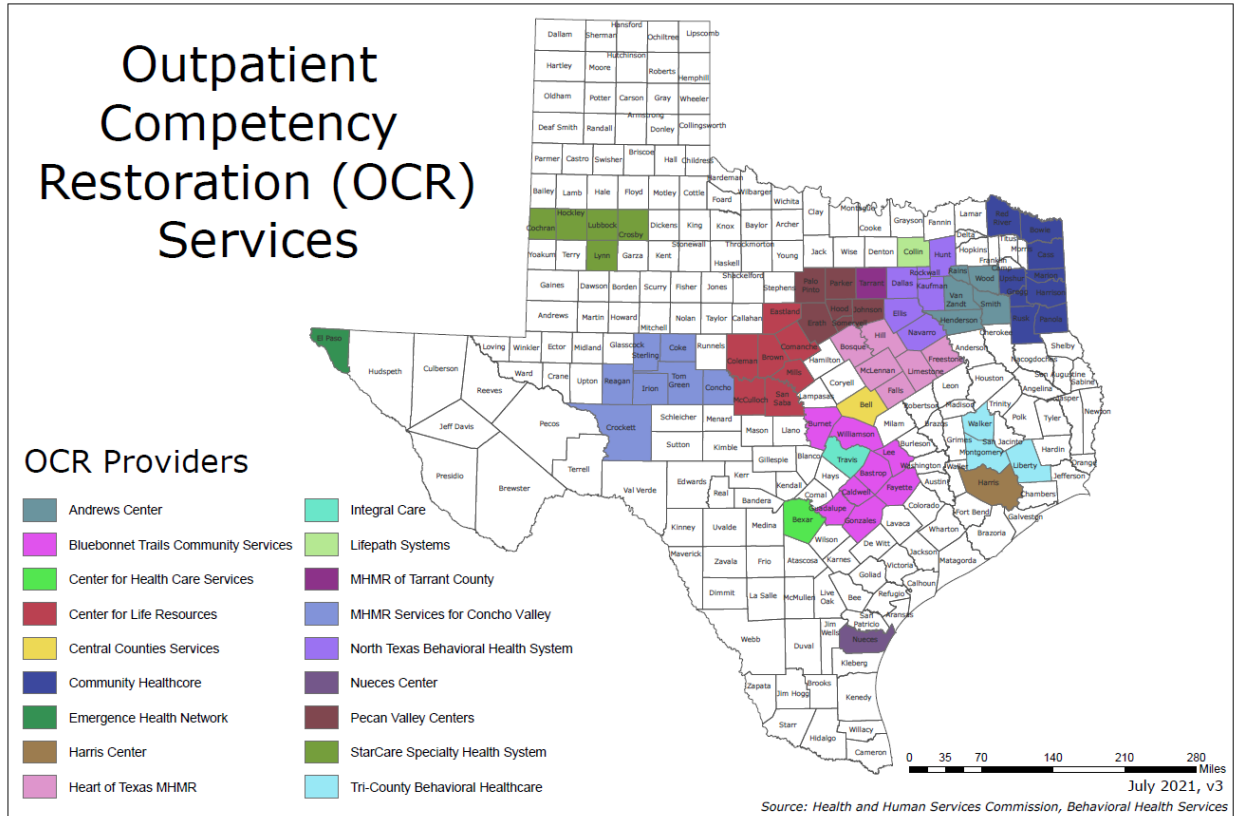 Outpatient
Competency
Restoration (OCR)
Services
Dallam Sherman Hansford Ochiltree Lipscomb
Hartley Moore Hutchinson Roberts Hemphill
Oldham Potter Carson Gray Wheeler
Deaf Smith Randall Armstrong Donley Collingsworth
Parmer Castro Swisher Briscoe Hall Childress
Bailey Lamb Hale Floyd Motley Cottle Hardeman Foard Wilbarger Wichita
Cochran Hockley Lubbock Crosby Dickens King Knox Baylor Archer Clay Montague Cooke Grayson Fannin Lamar Red River Bowie
Yoakum Terry Lynn Garza Kent Stonewall Haskell Throckmorton Young Jack Wise Denton Collin Hunt Delta Hopkins Franklin Titus Camp Morris Cass
Gaines Dawson Borden Scurry Fisher Jones Shackelford Stephens Palo Pinto Parker Tarrant Dallas Rockwall Kaufman Rains Wood Van Zandt Smith Upshur Gregg Marion Harrison
Andrews Martin Howard Mitchell Nolan Taylor Callahan Eastland Erath Hood Somervell Johnson Ellis Navarro Henderson Cherokee Rusk Panola
El Paso Hudspeth Culberson Loving Winkler Ector Midland Glasscock Sterling Coke Runnels Coleman Brown Comanche Hamilton Bosque Hill Freestone Anderson Nacogdoches Shelby
Reeves Ward Crane Upton Reagan Irion Tom Green Concho McCulloch San Saba Mills Lampasas Coryell McLennan Limestone Falls Leon Houston Angelina San Augustine Sabine
Jeff Davis Pecos Crockett Schleicher Menard Mason Llano Burnet Bell Milam Robertson Brazos Madison Walker Trinity Polk Tyler Jasper Newton
Presidio Brewster Terrell Val Verde Sutton Kimble Gillespie Blanco Travis Williamson Lee Burleson Washington Grimes Montgomery San Jacinto Liberty Hardin Orange Jefferson
Edwards Real Kerr Bandera Kendall Comal Hays Caldwell Bastrop Fayette Austin Waller Harris Chambers
Kinney Uvalde Medina Bexar Guadalupe Gonzales Lavaca Colorado Wharton Fort Bend Galveston Brazoria
Maverick Zavala Frio Atascosa Wilson Karnes De Witt Victoria Jackson Matagorda
Dimmit La Salle McMullen Live Oak Bee Goliad Refugio Calhoun Aransas
Webb Duval Jim Wells San Patricio Nueces Kleberg
Zapata Jim Hogg Brooks Kenedy
Starr Hidalgo Willacy Cameron
OCR Providers
Andrews Center
Bluebonnet Trails Community Services
Center for Health Care Services
Center for Life Resources
Central Counties Services
Community Healthcore
Emergence Health Network
Harris Center
Heart of Texas MHMR
Integral Care
Lifepath Systems
MHMR of Tarrant County
MHMR Services for Concho Valley
North Texas Behavioral Health System
Nueces Center
Pecan Valley Centers
StarCare Specialty Health System
Tri-County Behavioral Healthcare
0 35 70 140 210 280
Miles
July 2021, v3
Source: Health and Human Services Commission, Behavioral Health Services